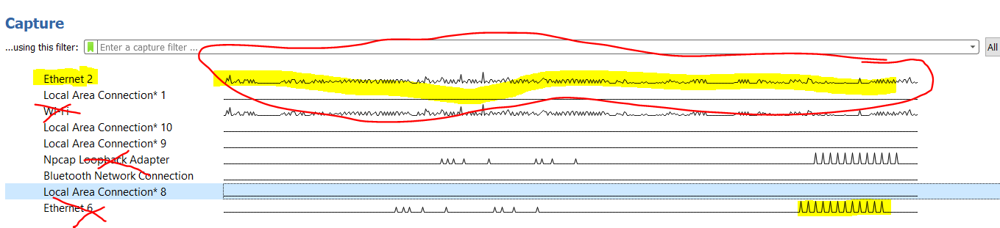 Capture
...using this filter: Enter a capture filter ... All
Ethernet 2
Local Area Connection* 1
Wi-Fi
Local Area Connection* 10
Local Area Connection* 9
Npcap Loopback Adapter
Bluetooth Network Connection
Local Area Connection* 8
Ethernet 6